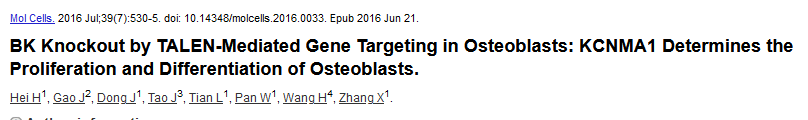 Mol Cells. 2016 Jul;39(7):530-5. doi: 10.14348/molcells.2016.0033. Epub 2016 Jun 21.
BK Knockout by TALEN-Mediated Gene Targeting in Osteoblasts: KCNMA1 Determines the
Proliferation and Differentiation of Osteoblasts.
Hei H1, Gao J2, Dong J1, Tao J3, Tian L1, Pan W1, Wang H4, Zhang X1.